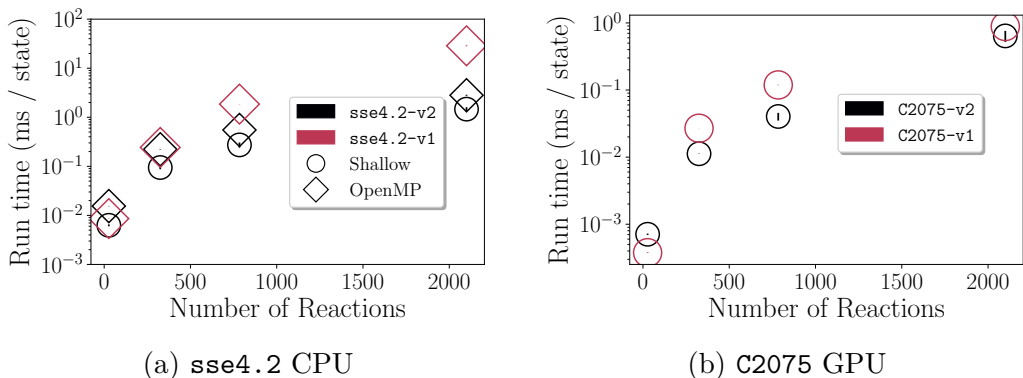 Run time (ms / state)
10^2
10^1
10^0
10^-1
10^-2
10^-3
0
500
1000
1500
2000
Number of Reactions
sse4.2-v2
sse4.2-v1
Shallow
OpenMP
(a) sse4.2 CPU
Run time (ms / state)
10^0
10^-1
10^-2
10^-3
0
500
1000
1500
2000
Number of Reactions
C2075-v2
C2075-v1
(b) C2075 GPU